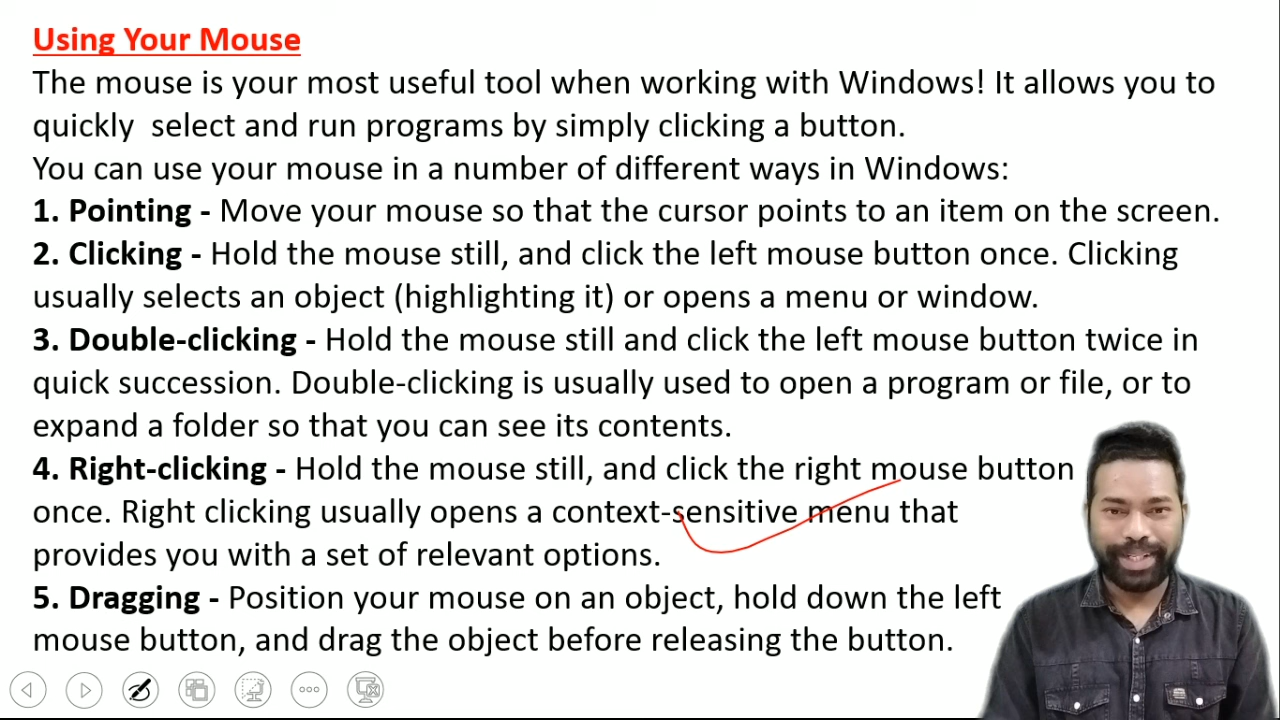 Using Your Mouse
The mouse is your most useful tool when working with Windows! It allows you to
quickly  select and run programs by simply clicking a button.
You can use your mouse in a number of different ways in Windows:
1. Pointing - Move your mouse so that the cursor points to an item on the screen.
2. Clicking - Hold the mouse still, and click the left mouse button once. Clicking
usually selects an object (highlighting it) or opens a menu or window.
3. Double-clicking - Hold the mouse still and click the left mouse button twice in
quick succession. Double-clicking is usually used to open a program or file, or to
expand a folder so that you can see its contents.
4. Right-clicking - Hold the mouse still, and click the right mouse button
once. Right clicking usually opens a context-sensitive menu that
provides you with a set of relevant options.
5. Dragging - Position your mouse on an object, hold down the left
mouse button, and drag the object before releasing the button.